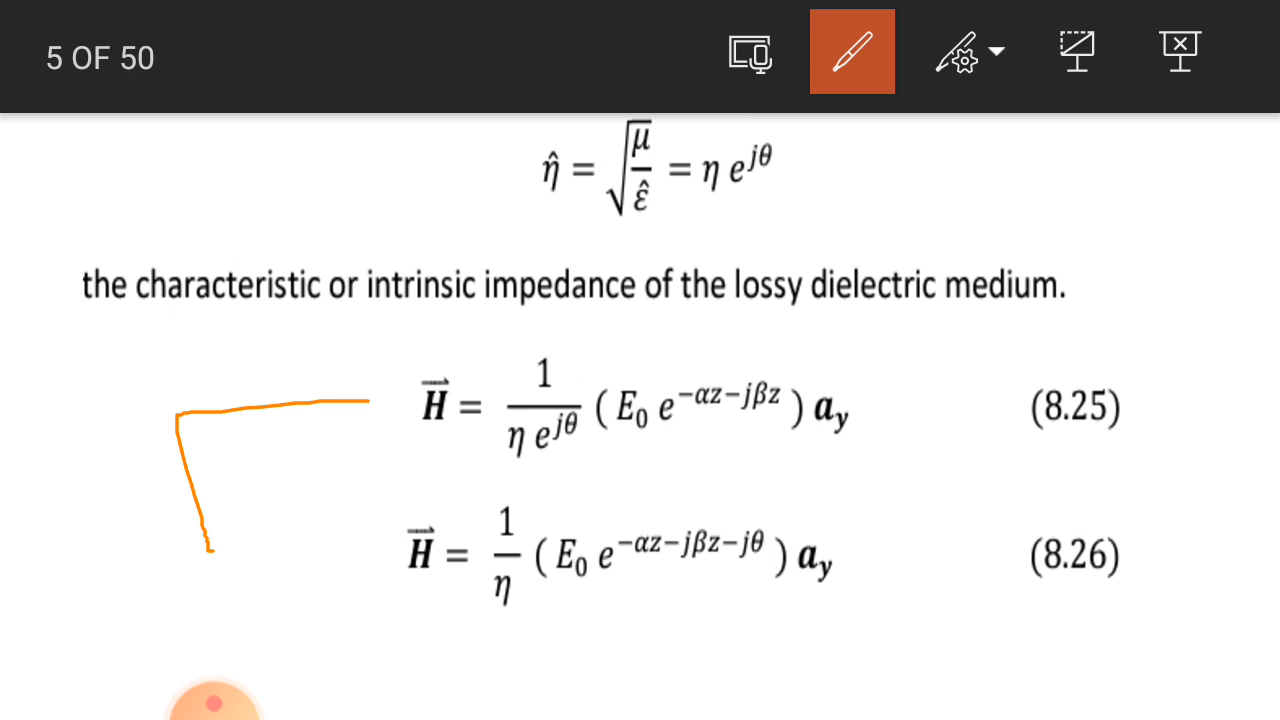 5 OF 50
η̂ = √(μ/ε̂) = η e^{jθ}
the characteristic or intrinsic impedance of the lossy dielectric medium.
H⃗ = 1/(η e^{jθ}) ( E₀ e^{−αz−jβz} ) a_y (8.25)
H⃗ = 1/η ( E₀ e^{−αz−jβz−jθ} ) a_y (8.26)